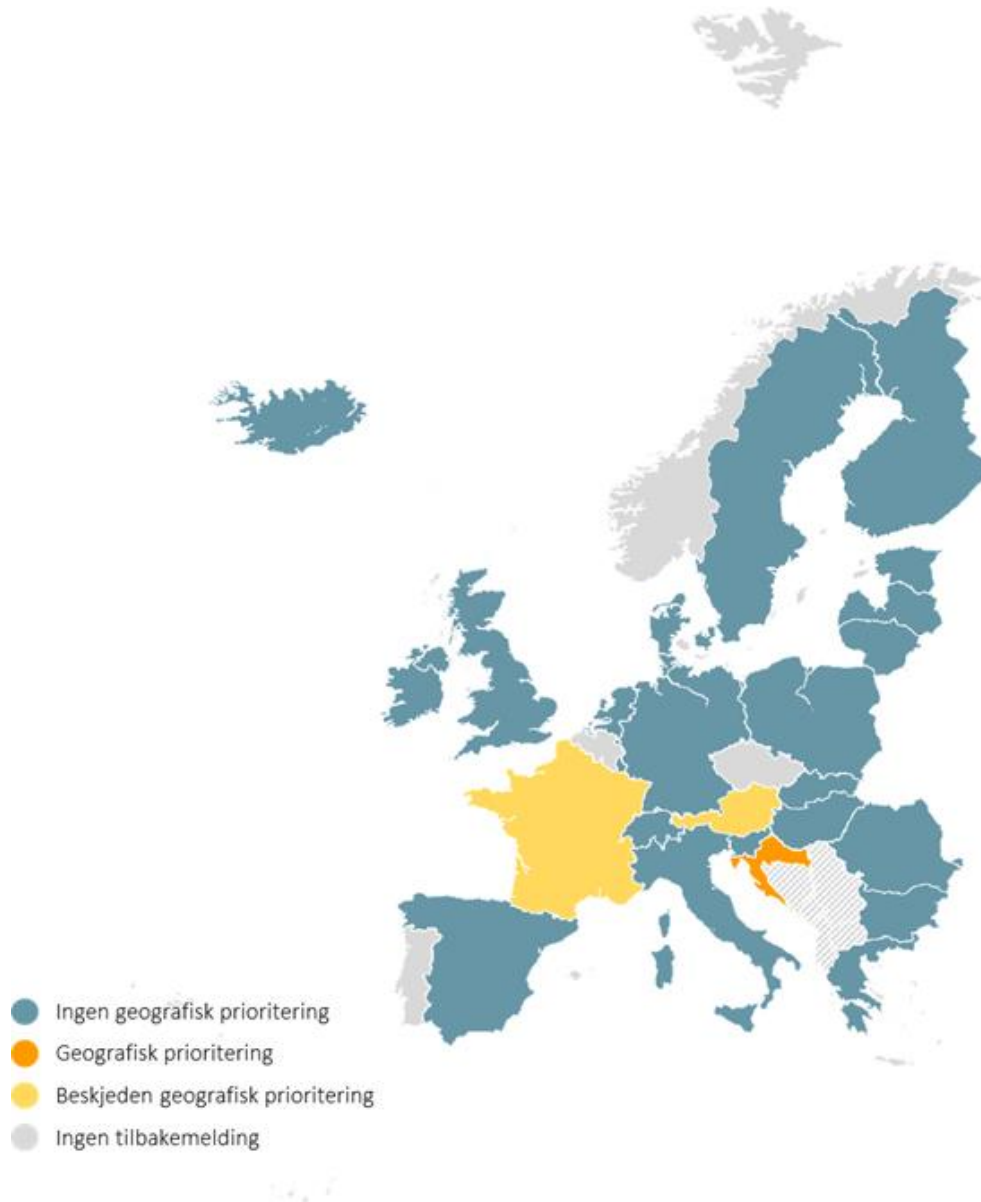 Ingen geografisk prioritering
Geografisk prioritering
Beskjeden geografisk prioritering
Ingen tilbakemelding